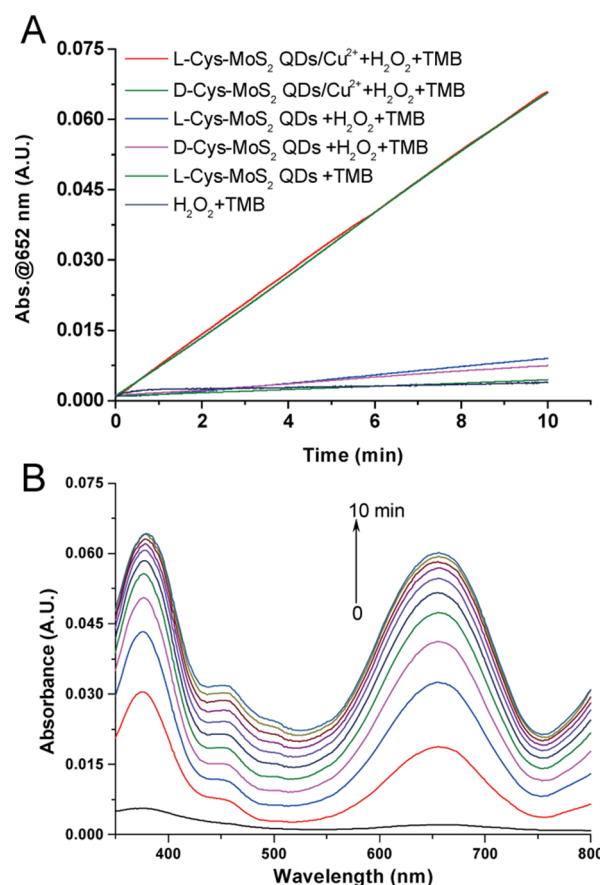 A
0.075
0.060
0.045
0.030
0.015
0.000
Abs.@652 nm (A.U.)
L-Cys-MoS₂ QDs/Cu²⁺+H₂O₂+TMB
D-Cys-MoS₂ QDs/Cu²⁺+H₂O₂+TMB
L-Cys-MoS₂ QDs +H₂O₂+TMB
D-Cys-MoS₂ QDs +H₂O₂+TMB
L-Cys-MoS₂ QDs +TMB
H₂O₂+TMB
0 2 4 6 8 10
Time (min)
B
0.075
0.060
0.045
0.030
0.015
0.000
Absorbance (A.U.)
10 min
0
400 500 600 700 800
Wavelength (nm)